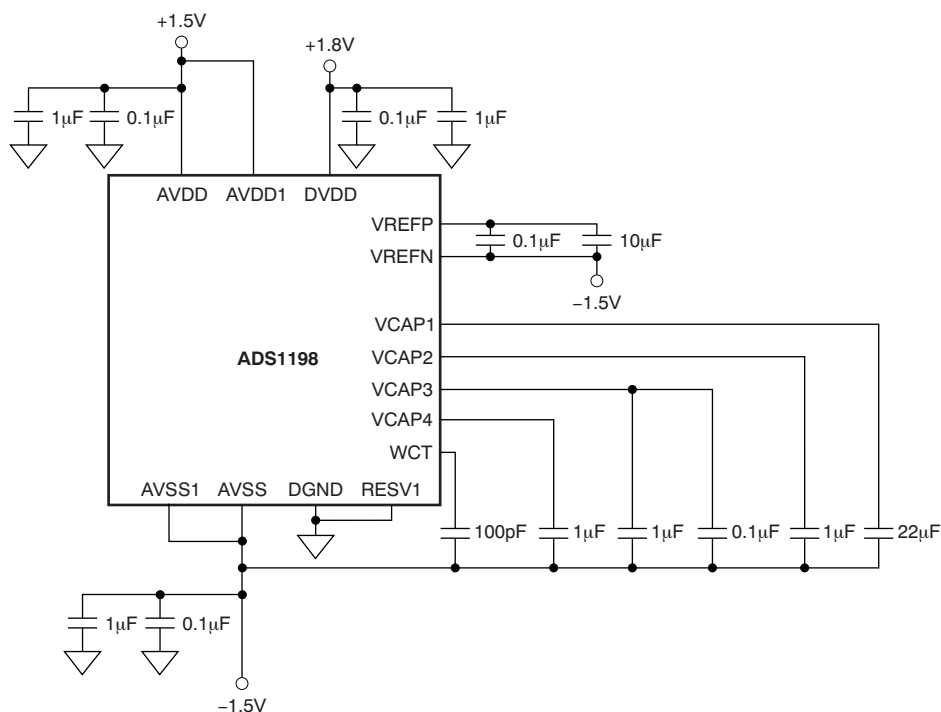 +1.5V
+1.8V
1μF
0.1μF
0.1μF
1μF
AVDD
AVDD1
DVDD
VREFP
0.1μF
10μF
VREFN
−1.5V
VCAP1
ADS1198
VCAP2
VCAP3
VCAP4
WCT
AVSS1
AVSS
DGND
RESV1
100pF
1μF
1μF
0.1μF
1μF
22μF
1μF
0.1μF
−1.5V